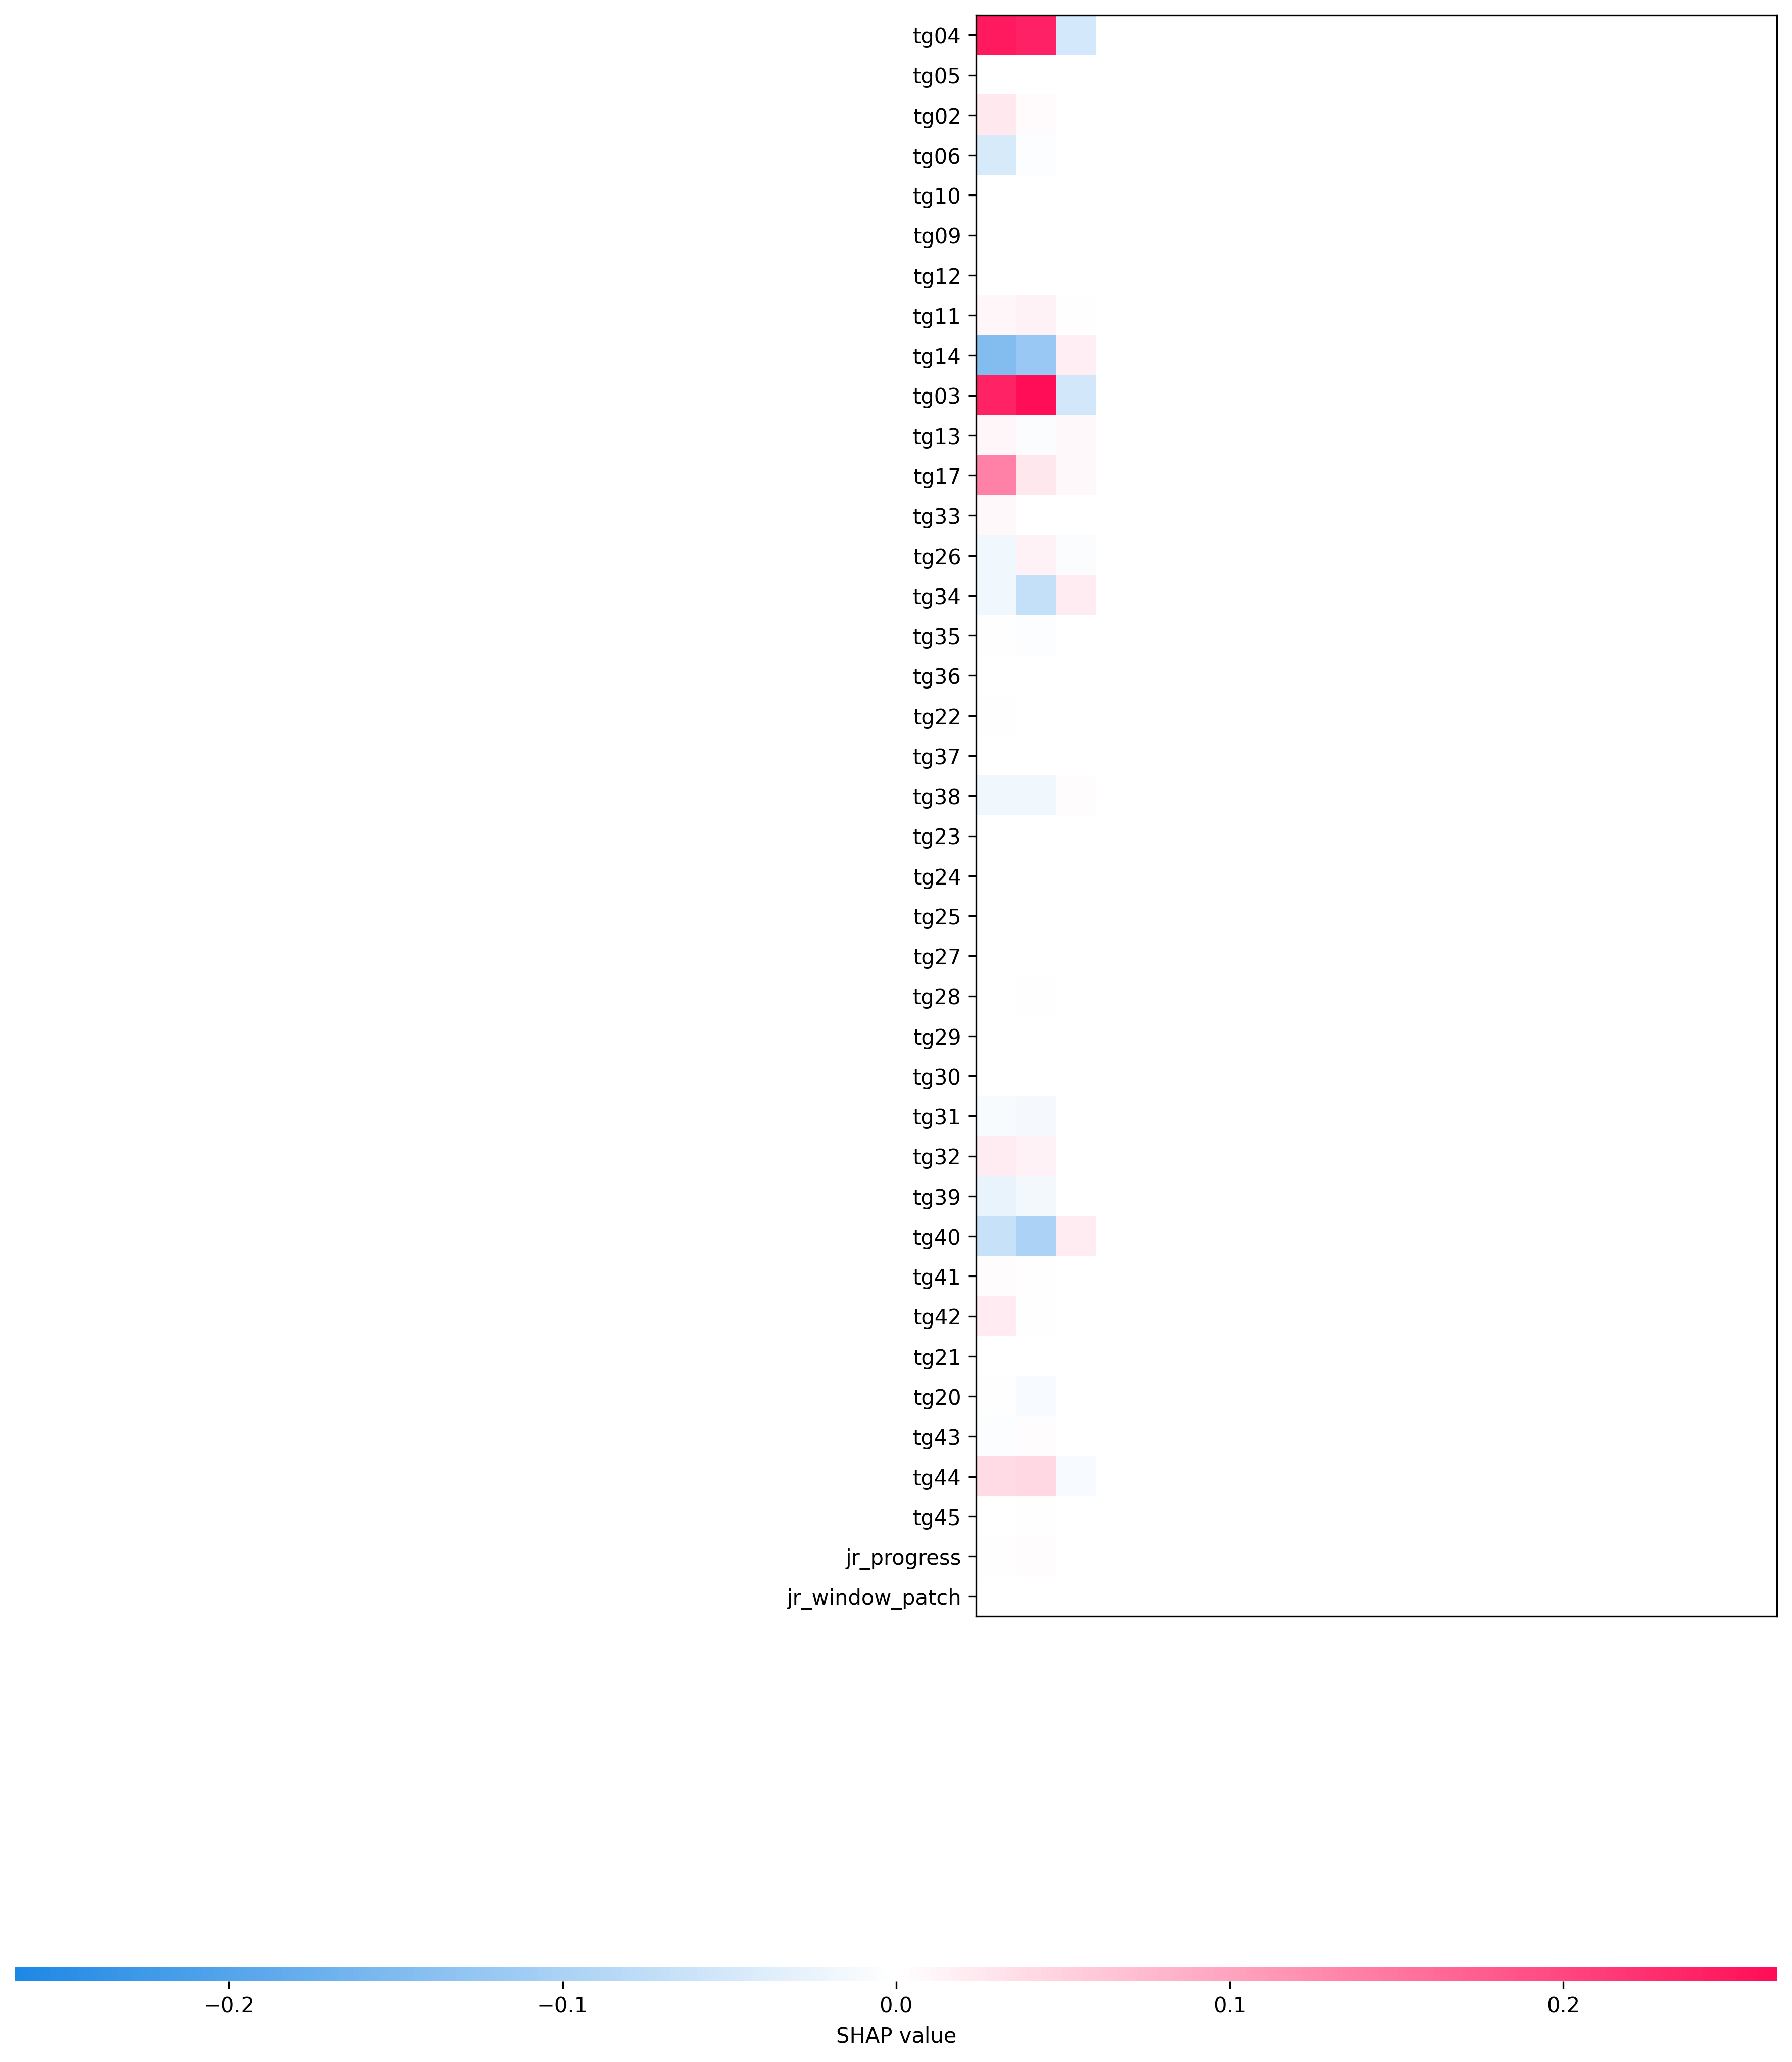 tg04
tg05
tg02
tg06
tg10
tg09
tg12
tg11
tg14
tg03
tg13
tg17
tg33
tg26
tg34
tg35
tg36
tg22
tg37
tg38
tg23
tg24
tg25
tg27
tg28
tg29
tg30
tg31
tg32
tg39
tg40
tg41
tg42
tg21
tg20
tg43
tg44
tg45
jr_progress
jr_window_patch
−0.2 −0.1 0.0 0.1 0.2
SHAP value